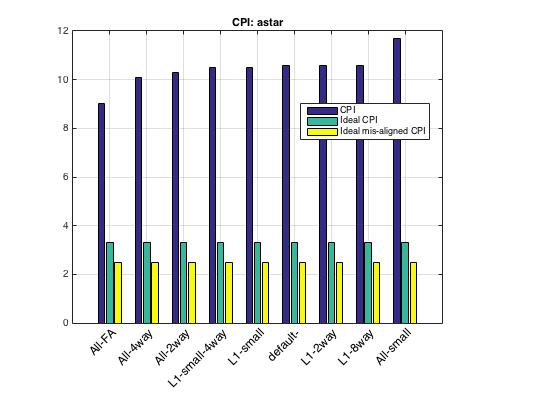 CPI: astar
12
10
8
6
4
2
0
CPI
Ideal CPI
Ideal mis-aligned CPI
All-FA
All-4way
All-2way
L1-small-4way
L1-small
default-
L1-2way
L1-8way
All-small